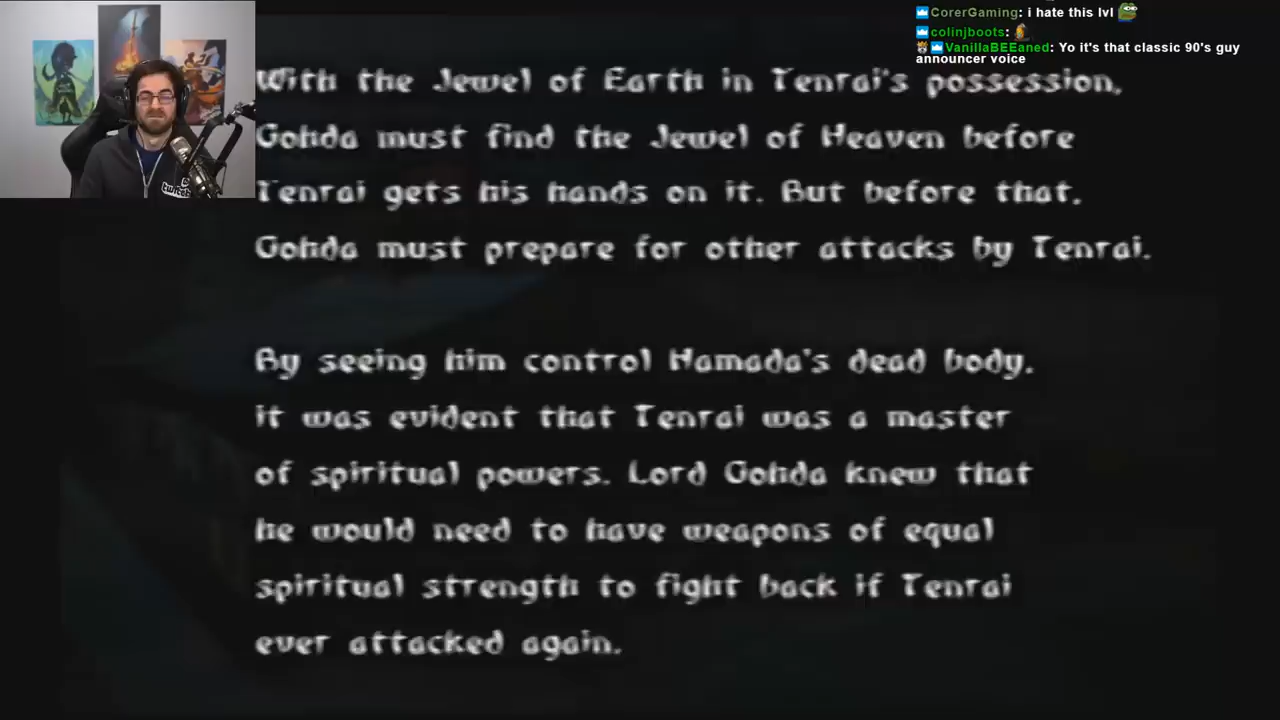 CorerGaming: i hate this lvl
colinjboots:
VanillaBEEaned: Yo it's that classic 90's guy
announcer voice
With the Jewel of Earth in Tenrai's possession,
Gohda must find the Jewel of Heaven before
Tenrai gets his hands on it. But before that,
Gohda must prepare for other attacks by Tenrai.
By seeing him control Hamada's dead body,
it was evident that Tenrai was a master
of spiritual powers. Lord Gohda knew that
he would need to have weapons of equal
spiritual strength to fight back if Tenrai
ever attacked again.